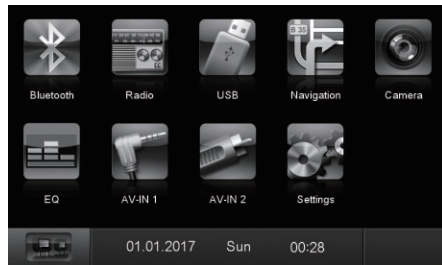 Bluetooth Radio USB Navigation Camera
EQ AV-IN 1 AV-IN 2 Settings
01.01.2017 Sun 00:28